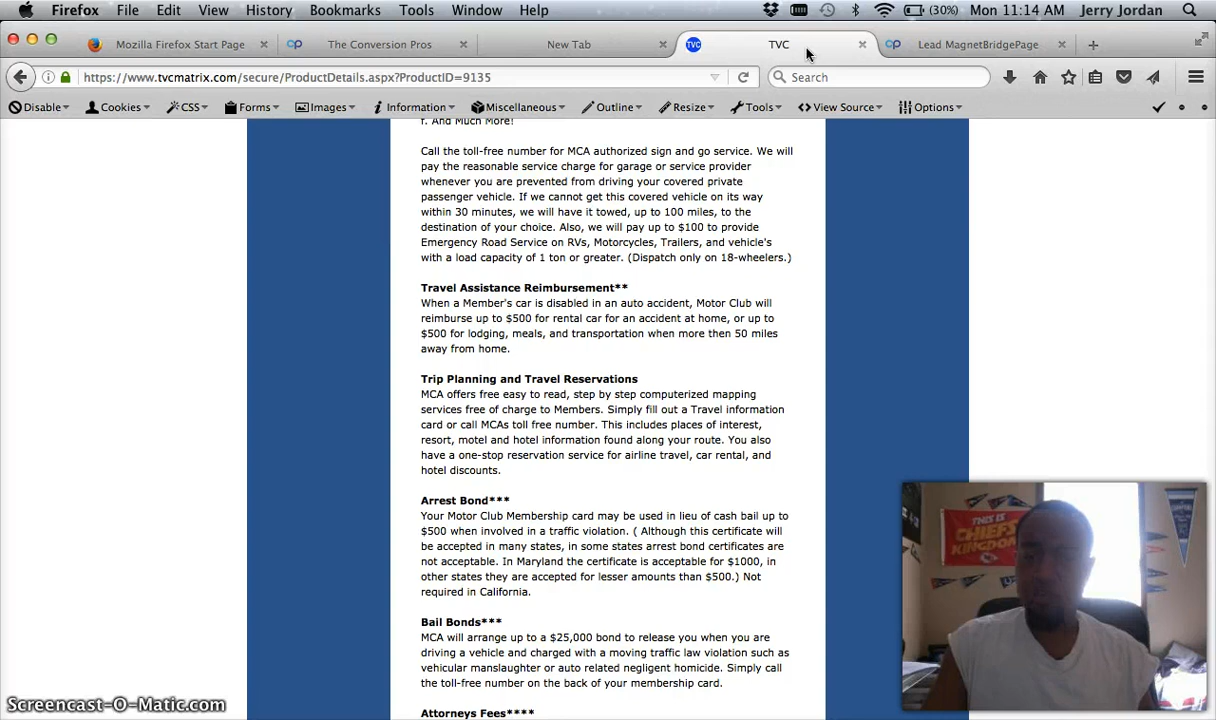 Firefox File Edit View History Bookmarks Tools Window Help (30%) Mon 11:14 AM Jerry Jordan
Mozilla Firefox Start Page The Conversion Pros New Tab TVC TVC Lead MagnetBridgePage
https://www.tvcmatrix.com/secure/ProductDetails.aspx?ProductID=9135 Search
Disable Cookies CSS Forms Images Information Miscellaneous Outline Resize Tools View Source Options
f. And Much More!
Call the toll-free number for MCA authorized sign and go service. We will
pay the reasonable service charge for garage or service provider
whenever you are prevented from driving your covered private
passenger vehicle. If we cannot get this covered vehicle on its way
within 30 minutes, we will have it towed, up to 100 miles, to the
destination of your choice. Also, we will pay up to $100 to provide
Emergency Road Service on RVs, Motorcycles, Trailers, and vehicle's
with a load capacity of 1 ton or greater. (Dispatch only on 18-wheelers.)
Travel Assistance Reimbursement**
When a Member's car is disabled in an auto accident, Motor Club will
reimburse up to $500 for rental car for an accident at home, or up to
$500 for lodging, meals, and transportation when more then 50 miles
away from home.
Trip Planning and Travel Reservations
MCA offers free easy to read, step by step computerized mapping
services free of charge to Members. Simply fill out a Travel information
card or call MCAs toll free number. This includes places of interest,
resort, motel and hotel information found along your route. You also
have a one-stop reservation service for airline travel, car rental, and
hotel discounts.
Arrest Bond***
Your Motor Club Membership card may be used in lieu of cash bail up to
$500 when involved in a traffic violation. ( Although this certificate will
be accepted in many states, in some states arrest bond certificates are
not acceptable. In Maryland the certificate is acceptable for $1000, in
other states they are accepted for lesser amounts than $500.) Not
required in California.
Bail Bonds***
MCA will arrange up to a $25,000 bond to release you when you are
driving a vehicle and charged with a moving traffic law violation such as
vehicular manslaughter or auto related negligent homicide. Simply call
the toll-free number on the back of your membership card.
Attorneys Fees****
THIS IS
CHIEFS
KINGDOM
Screencast-O-Matic.com